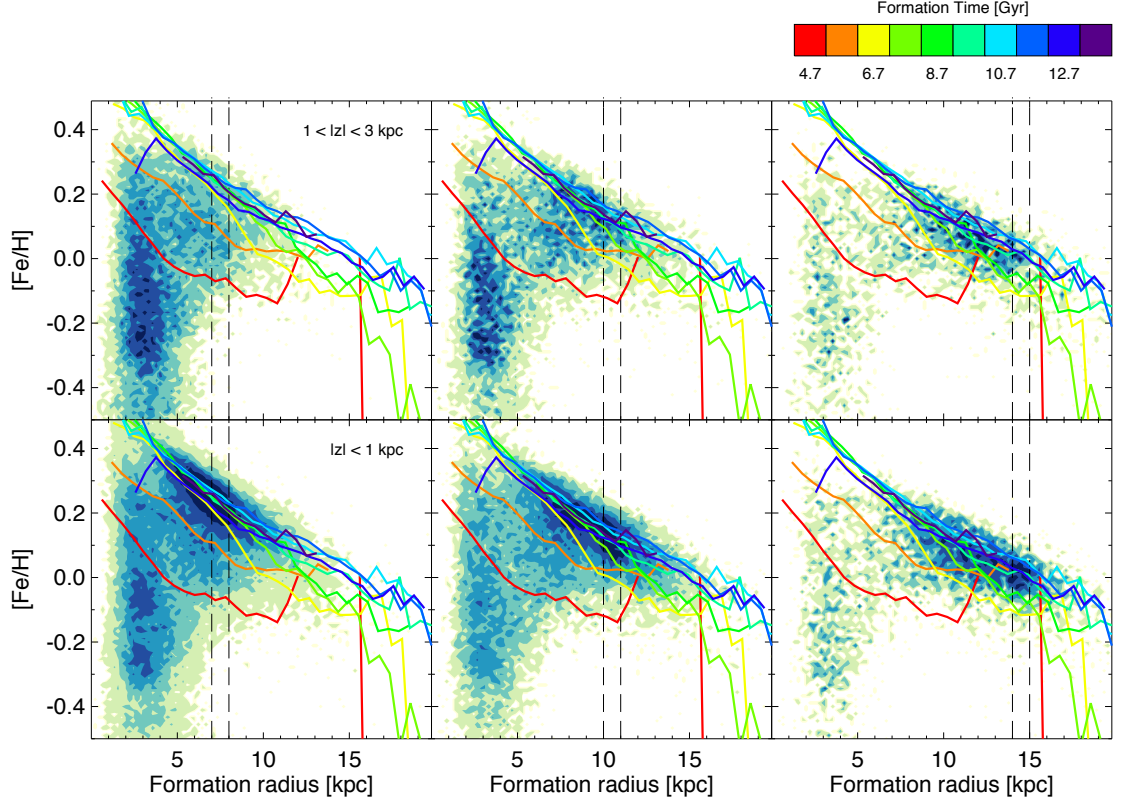 Formation Time [Gyr]
4.7 6.7 8.7 10.7 12.7
1 < |z| < 3 kpc
0.4
0.2
0.0
-0.2
-0.4
[Fe/H]
|z| < 1 kpc
0.4
0.2
0.0
-0.2
-0.4
[Fe/H]
5 10 15 5 10 15 5 10 15
Formation radius [kpc] Formation radius [kpc] Formation radius [kpc]